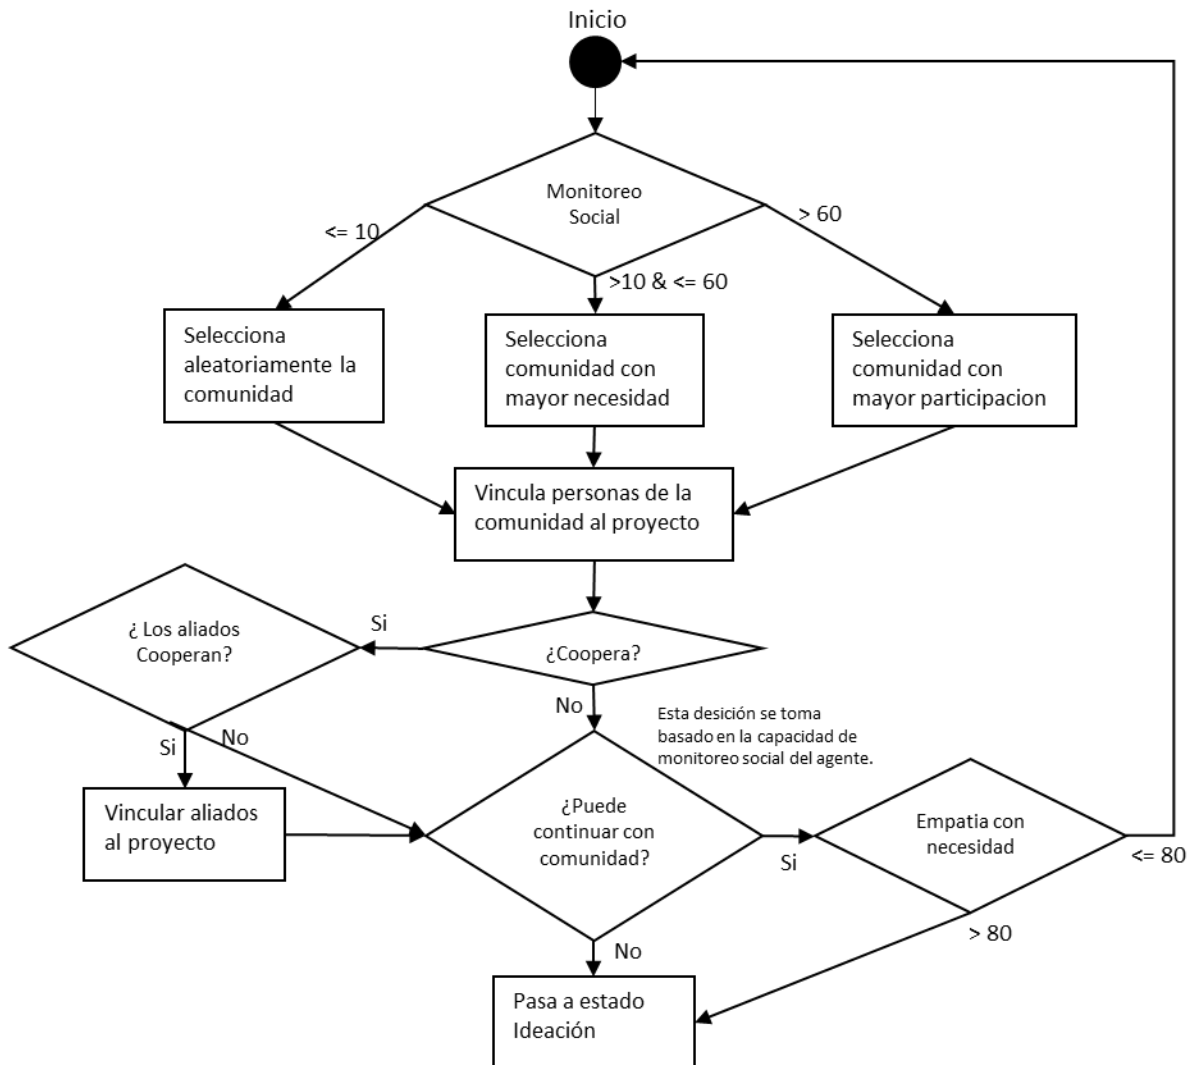 Inicio
Monitoreo
Social
<= 10
>10 & <= 60
> 60
Selecciona
aleatoriamente la
comunidad
Selecciona
comunidad con
mayor necesidad
Selecciona
comunidad con
mayor participacion
Vincula personas de la
comunidad al proyecto
¿ Los aliados
Cooperan?
Si
¿Coopera?
No
Esta desición se toma
basado en la capacidad de
monitoreo social del agente.
Si
No
Vincular aliados
al proyecto
¿Puede
continuar con
comunidad?
Si
Empatia con
necesidad
<= 80
> 80
No
Pasa a estado
Ideación